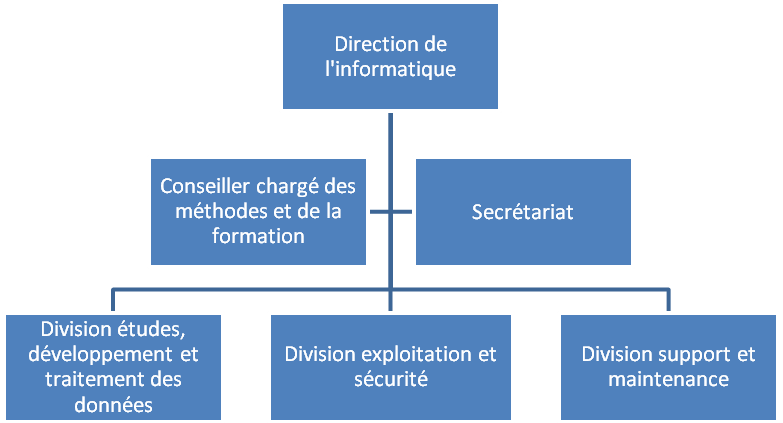 Direction de
l'informatique
Conseiller chargé des
méthodes et de la
formation
Secrétariat
Division études,
développement et
traitement des
données
Division exploitation et
sécurité
Division support et
maintenance